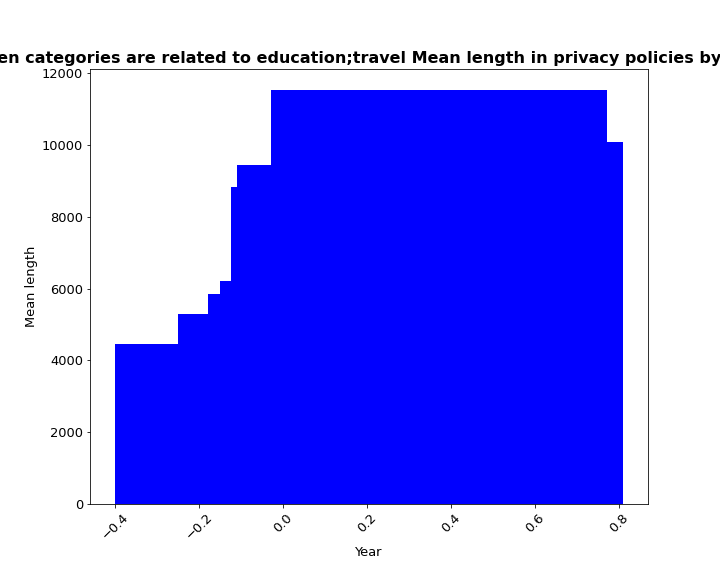 en categories are related to education;travel Mean length in privacy policies by
12000
10000
8000
6000
4000
2000
0
Mean length
−0.4 −0.2 0.0 0.2 0.4 0.6 0.8
Year